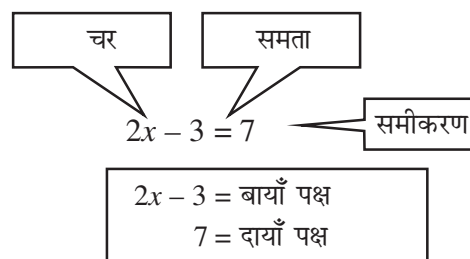 चर
समता
2x – 3 = 7
समीकरण
2x – 3 = बायाँ पक्ष
7 = दायाँ पक्ष